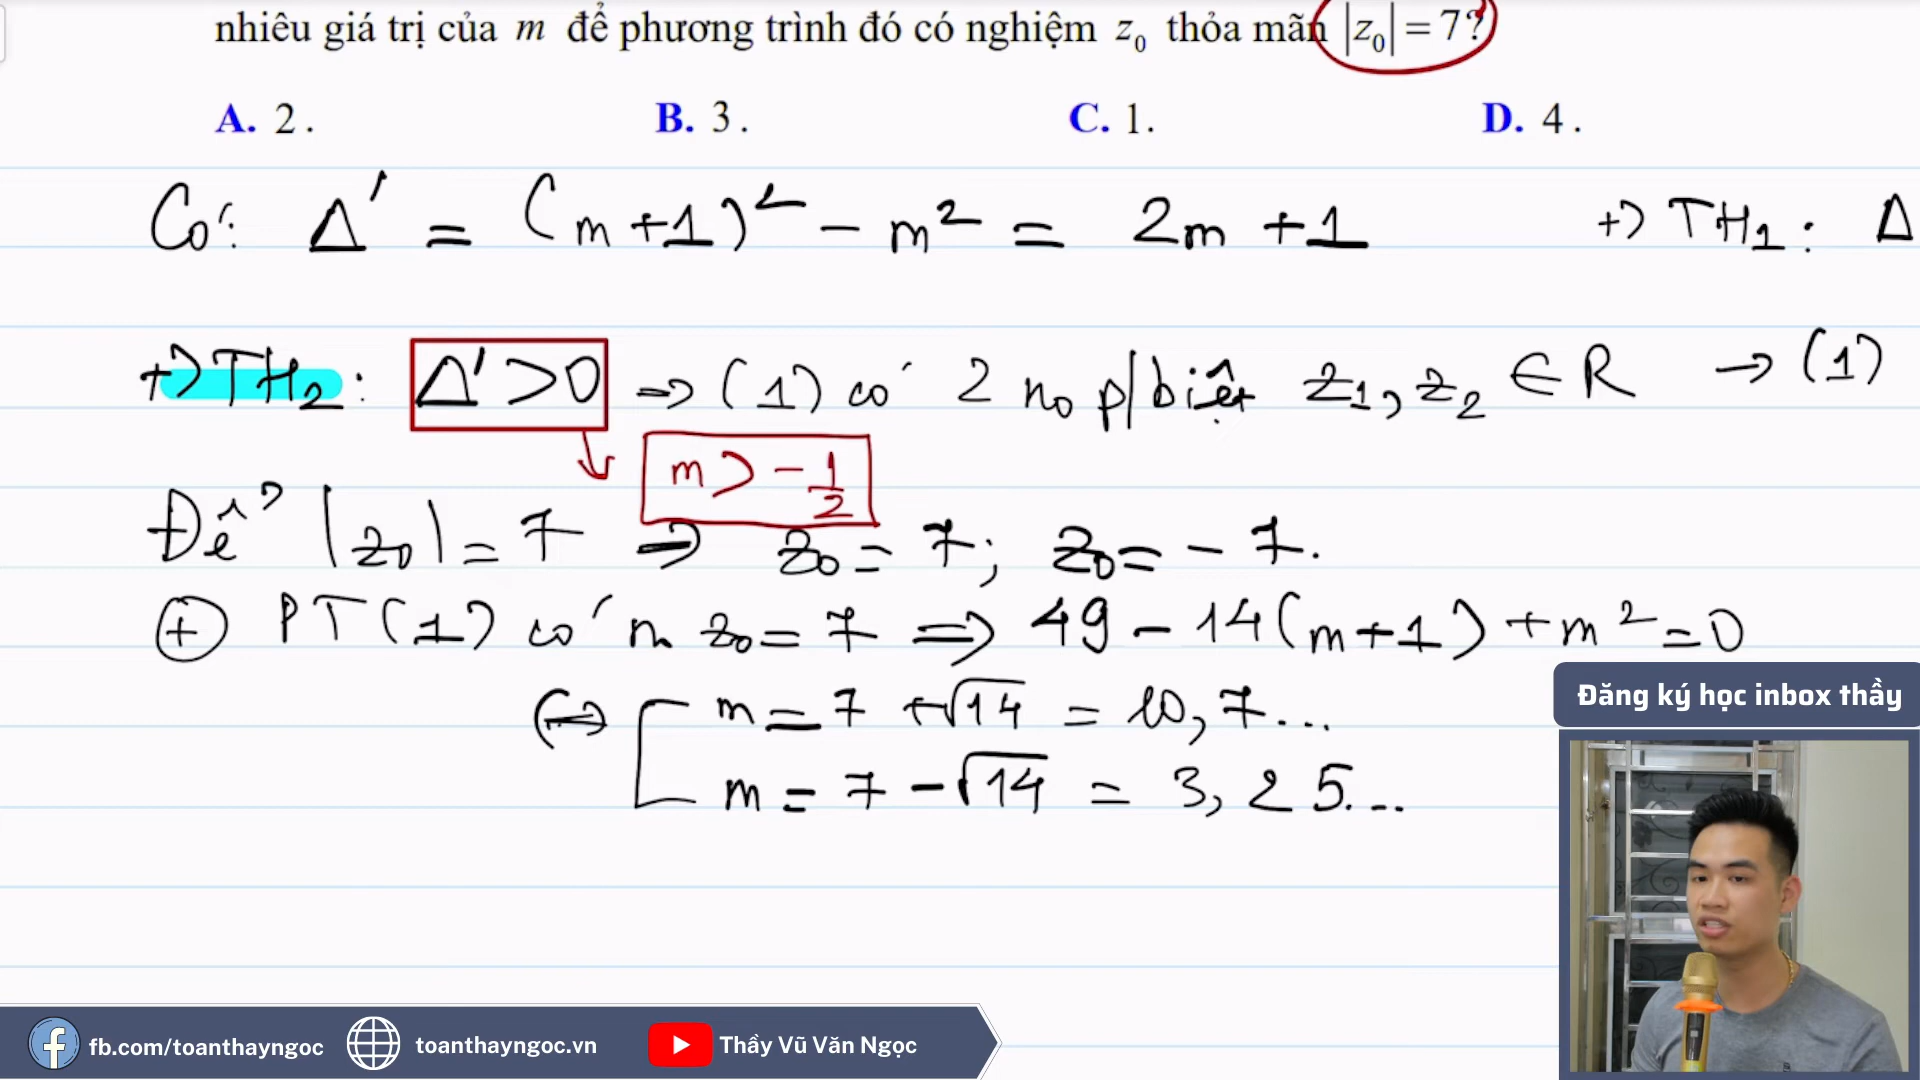 nhiêu giá trị của m để phương trình đó có nghiệm z₀ thỏa mãn |z₀| = 7?
A. 2. B. 3. C. 1. D. 4.
Có: Δ' = (m+1)² - m² = 2m + 1 +) TH₁: Δ
+) TH₂: Δ' > 0 → (1) có 2 no p/biệt z₁, z₂ ∈ R → (1)
m > -1/2
Để |z₀| = 7 ⇒ z₀ = 7; z₀ = -7.
⊕ PT(1) có n z₀ = 7 ⇒ 49 - 14(m+1) + m² = 0
⇔ [ m = 7 + √14 = 10,7...
m = 7 - √14 = 3,25...
Đăng ký học inbox thầy
fb.com/toanthayngoc toanthayngoc.vn Thầy Vũ Văn Ngọc